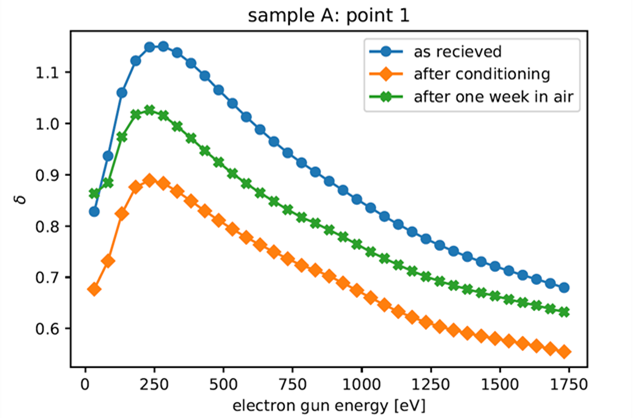 sample A: point 1
as recieved
after conditioning
after one week in air
1.1
1.0
0.9
0.8
0.7
0.6
δ
0
250
500
750
1000
1250
1500
1750
electron gun energy [eV]